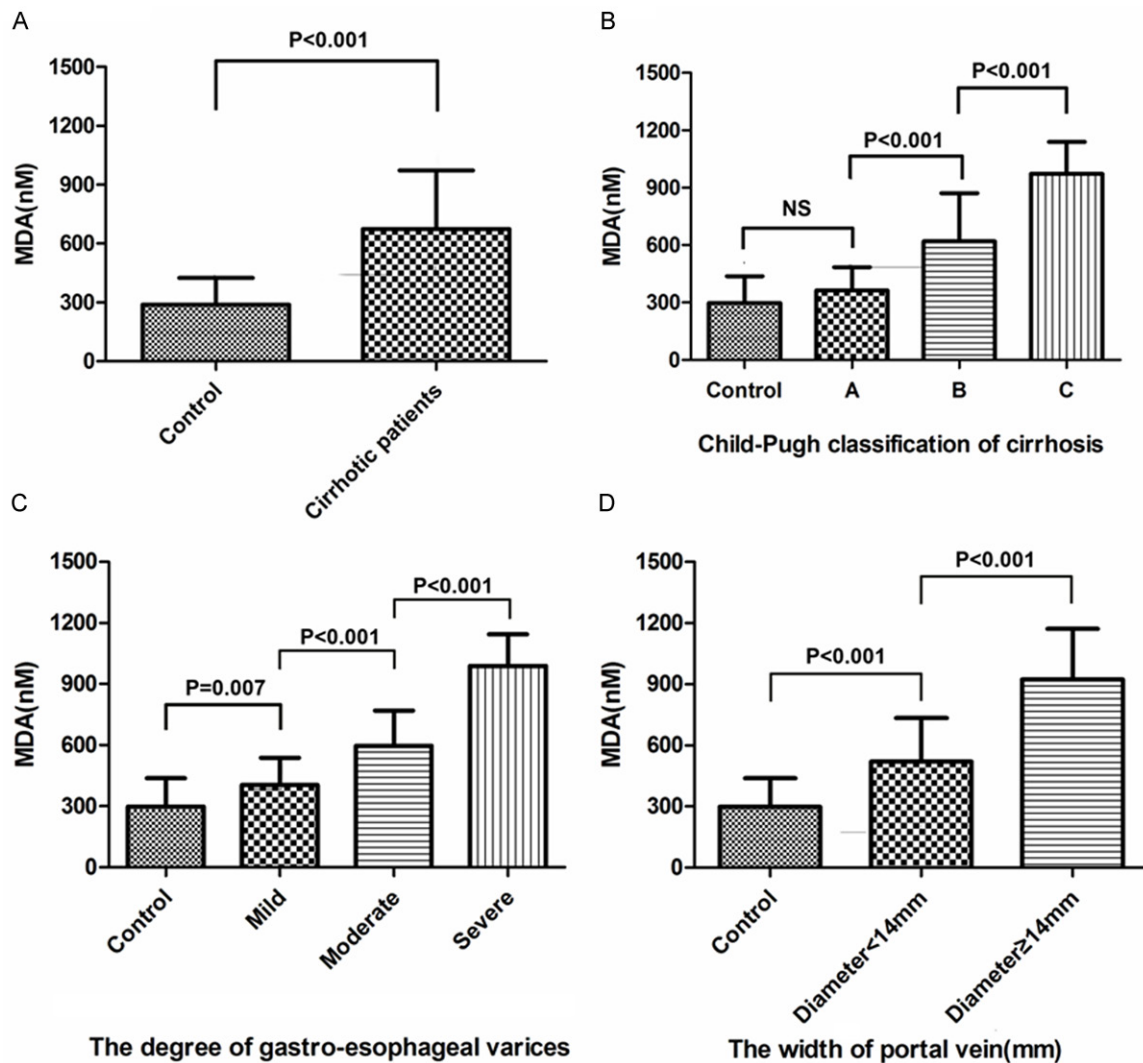 A
P<0.001
MDA(nM)
1500
1200
900
600
300
0
Control
Cirrhotic patients
B
P<0.001
P<0.001
NS
MDA(nM)
1500
1200
900
600
300
0
Control A B C
Child-Pugh classification of cirrhosis
C
P<0.001
P<0.001
P=0.007
MDA(nM)
1500
1200
900
600
300
0
Control
Mild
Moderate
Severe
The degree of gastro-esophageal varices
D
P<0.001
P<0.001
MDA(nM)
1500
1200
900
600
300
0
Control
Diameter<14mm
Diameter≥14mm
The width of portal vein(mm)